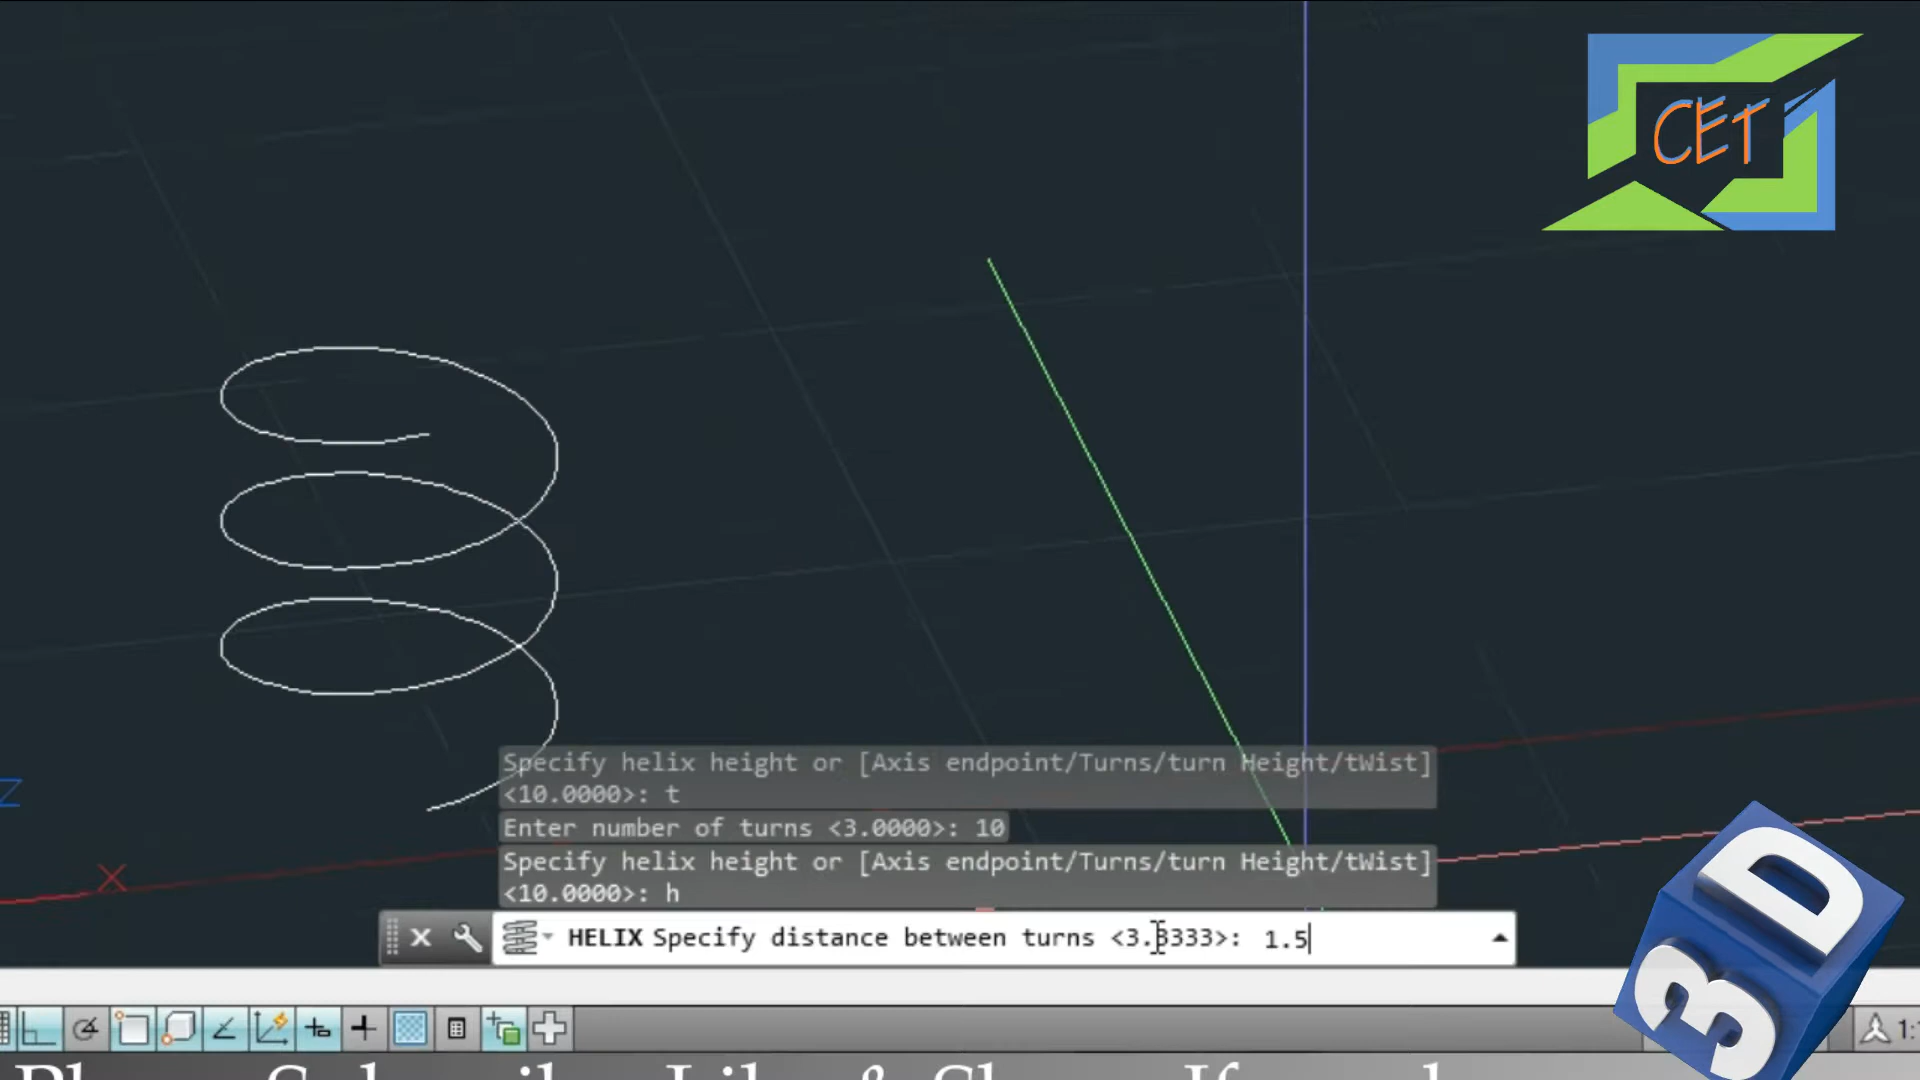 CET
Specify helix height or [Axis endpoint/Turns/turn Height/tWist]
<10.0000>: t
Enter number of turns <3.0000>: 10
Specify helix height or [Axis endpoint/Turns/turn Height/tWist]
<10.0000>: h
HELIX Specify distance between turns <3.3333>: 1.5
Z
X
3D